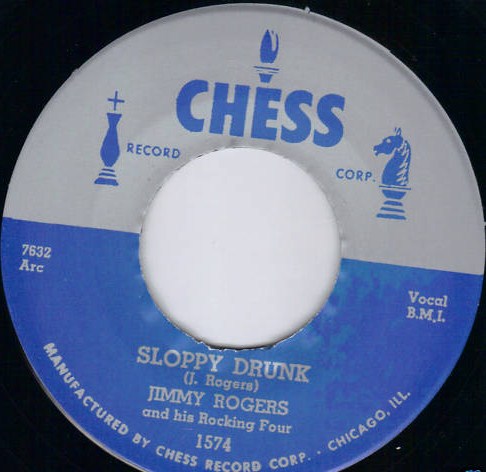 CHESS
RECORD CORP.
7632
Arc
Vocal
B.M.I.
SLOPPY DRUNK
(J. Rogers)
JIMMY ROGERS
and his Rocking Four
1574
MANUFACTURED BY CHESS RECORD CORP. · CHICAGO, ILL.